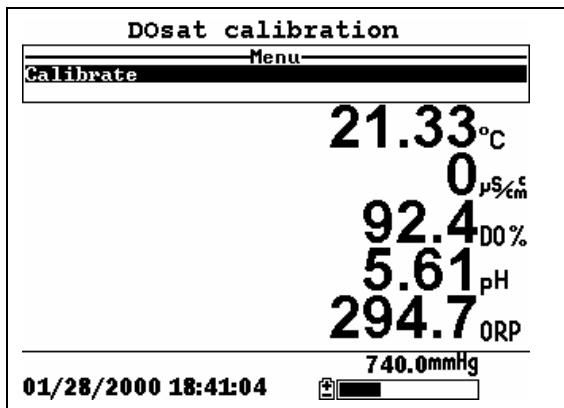 DOsat calibration
Menu
Calibrate
21.33°C
0µS/cm c
92.4DO%
5.61pH
294.7ORP
740.0mmHg
01/28/2000 18:41:04